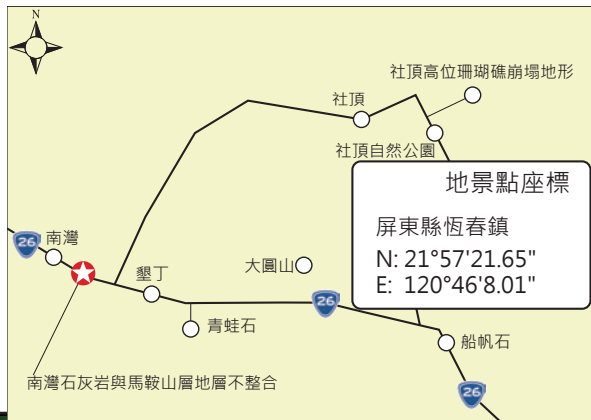 N
社頂高位珊瑚礁崩塌地形
社頂
社頂自然公園
地景點座標
屏東縣恆春鎮
N: 21°57'21.65"
E: 120°46'8.01"
26
南灣
墾丁
大圓山
26
青蛙石
船帆石
南灣石灰岩與馬鞍山層地層不整合
26